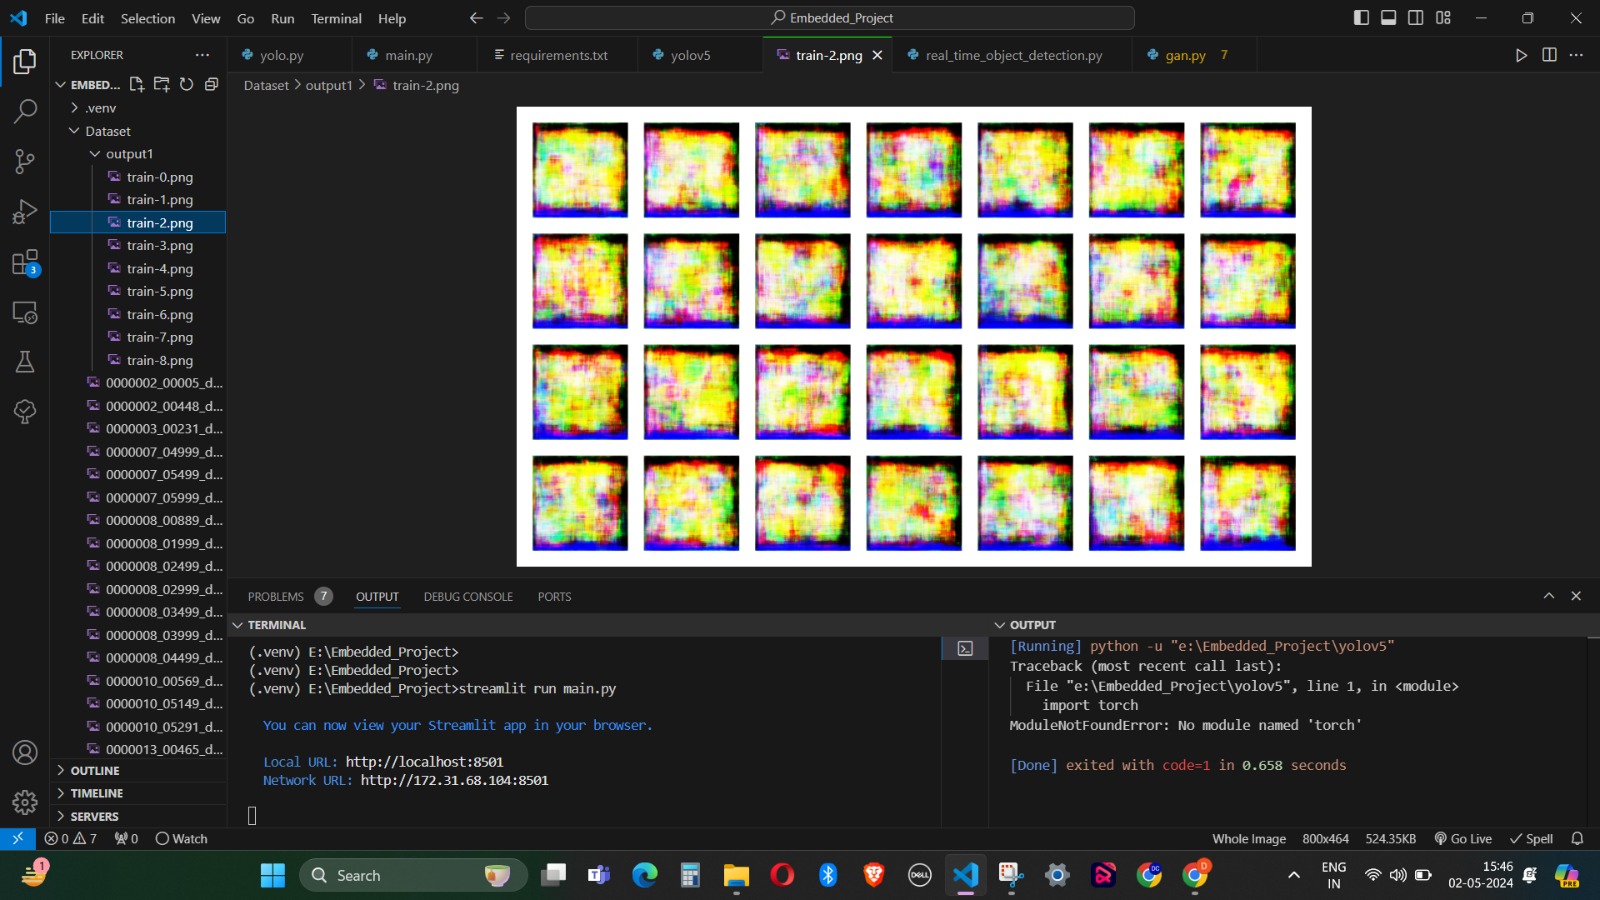 File Edit Selection View Go Run Terminal Help
Embedded_Project
EXPLORER
yolo.py
main.py
requirements.txt
yolov5
train-2.png
real_time_object_detection.py
gan.py 7
EMBED...
Dataset > output1 > train-2.png
.venv
Dataset
output1
train-0.png
train-1.png
train-2.png
train-3.png
train-4.png
train-5.png
train-6.png
train-7.png
train-8.png
0000002_00005_d...
0000002_00448_d...
0000003_00231_d...
0000007_04999_d...
0000007_05499_d...
0000007_05999_d...
0000008_00889_d...
0000008_01999_d...
0000008_02499_d...
0000008_02999_d...
0000008_03499_d...
0000008_03999_d...
0000008_04499_d...
0000010_00569_d...
0000010_05149_d...
0000010_05291_d...
0000013_00465_d...
OUTLINE
TIMELINE
SERVERS
3
PROBLEMS 7 OUTPUT DEBUG CONSOLE PORTS
TERMINAL
(.venv) E:\Embedded_Project>
(.venv) E:\Embedded_Project>
(.venv) E:\Embedded_Project>streamlit run main.py
You can now view your Streamlit app in your browser.
Local URL: http://localhost:8501
Network URL: http://172.31.68.104:8501
OUTPUT
[Running] python -u "e:\Embedded_Project\yolov5"
Traceback (most recent call last):
File "e:\Embedded_Project\yolov5", line 1, in <module>
import torch
ModuleNotFoundError: No module named 'torch'
[Done] exited with code=1 in 0.658 seconds
0 7 0 Watch
Whole Image 800x464 524.35KB Go Live Spell
1
Search
T
DELL
DC
D
ENG
IN
15:46
02-05-2024
PRE